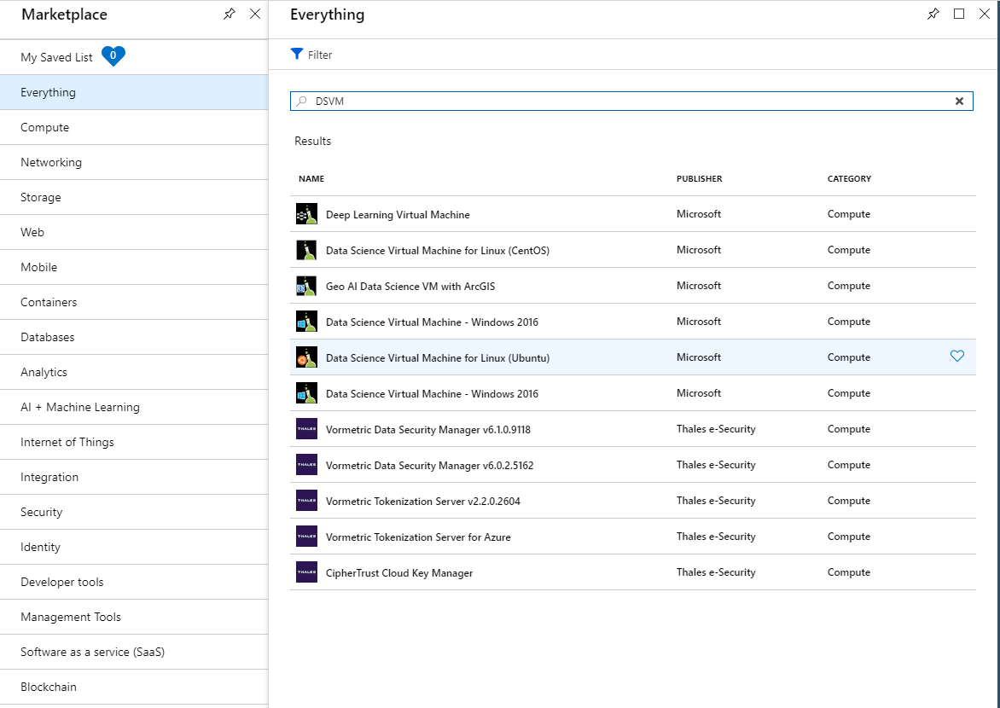 Marketplace
My Saved List 0
Everything
Compute
Networking
Storage
Web
Mobile
Containers
Databases
Analytics
AI + Machine Learning
Internet of Things
Integration
Security
Identity
Developer tools
Management Tools
Software as a service (SaaS)
Blockchain
Everything
Filter
DSVM
Results
NAME PUBLISHER CATEGORY
Deep Learning Virtual Machine Microsoft Compute
Data Science Virtual Machine for Linux (CentOS) Microsoft Compute
Geo AI Data Science VM with ArcGIS Microsoft Compute
Data Science Virtual Machine - Windows 2016 Microsoft Compute
Data Science Virtual Machine for Linux (Ubuntu) Microsoft Compute
Data Science Virtual Machine - Windows 2016 Microsoft Compute
THALES Vormetric Data Security Manager v6.1.0.9118 Thales e-Security Compute
THALES Vormetric Data Security Manager v6.0.2.5162 Thales e-Security Compute
THALES Vormetric Tokenization Server v2.2.0.2604 Thales e-Security Compute
THALES Vormetric Tokenization Server for Azure Thales e-Security Compute
THALES CipherTrust Cloud Key Manager Thales e-Security Compute